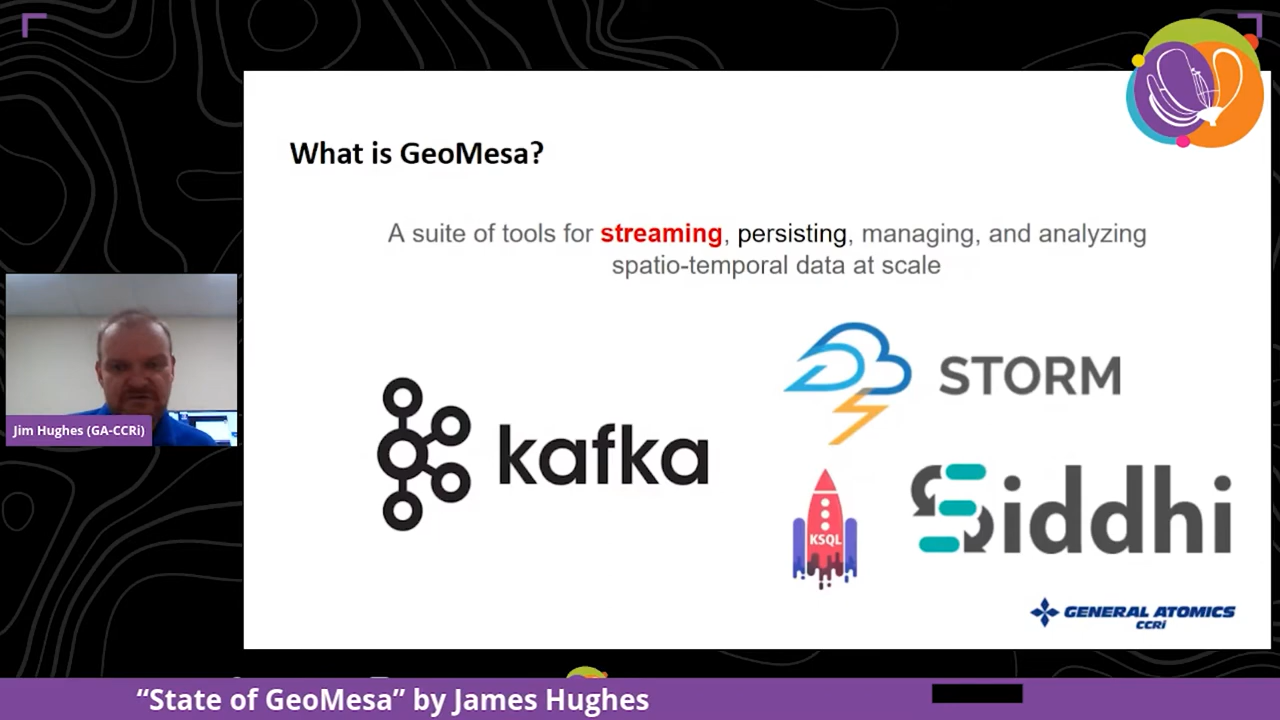 What is GeoMesa?
A suite of tools for streaming, persisting, managing, and analyzing
spatio-temporal data at scale
STORM
kafka
KSQL
Siddhi
GENERAL ATOMICS
CCRi
Jim Hughes (GA-CCRi)
“State of GeoMesa” by James Hughes